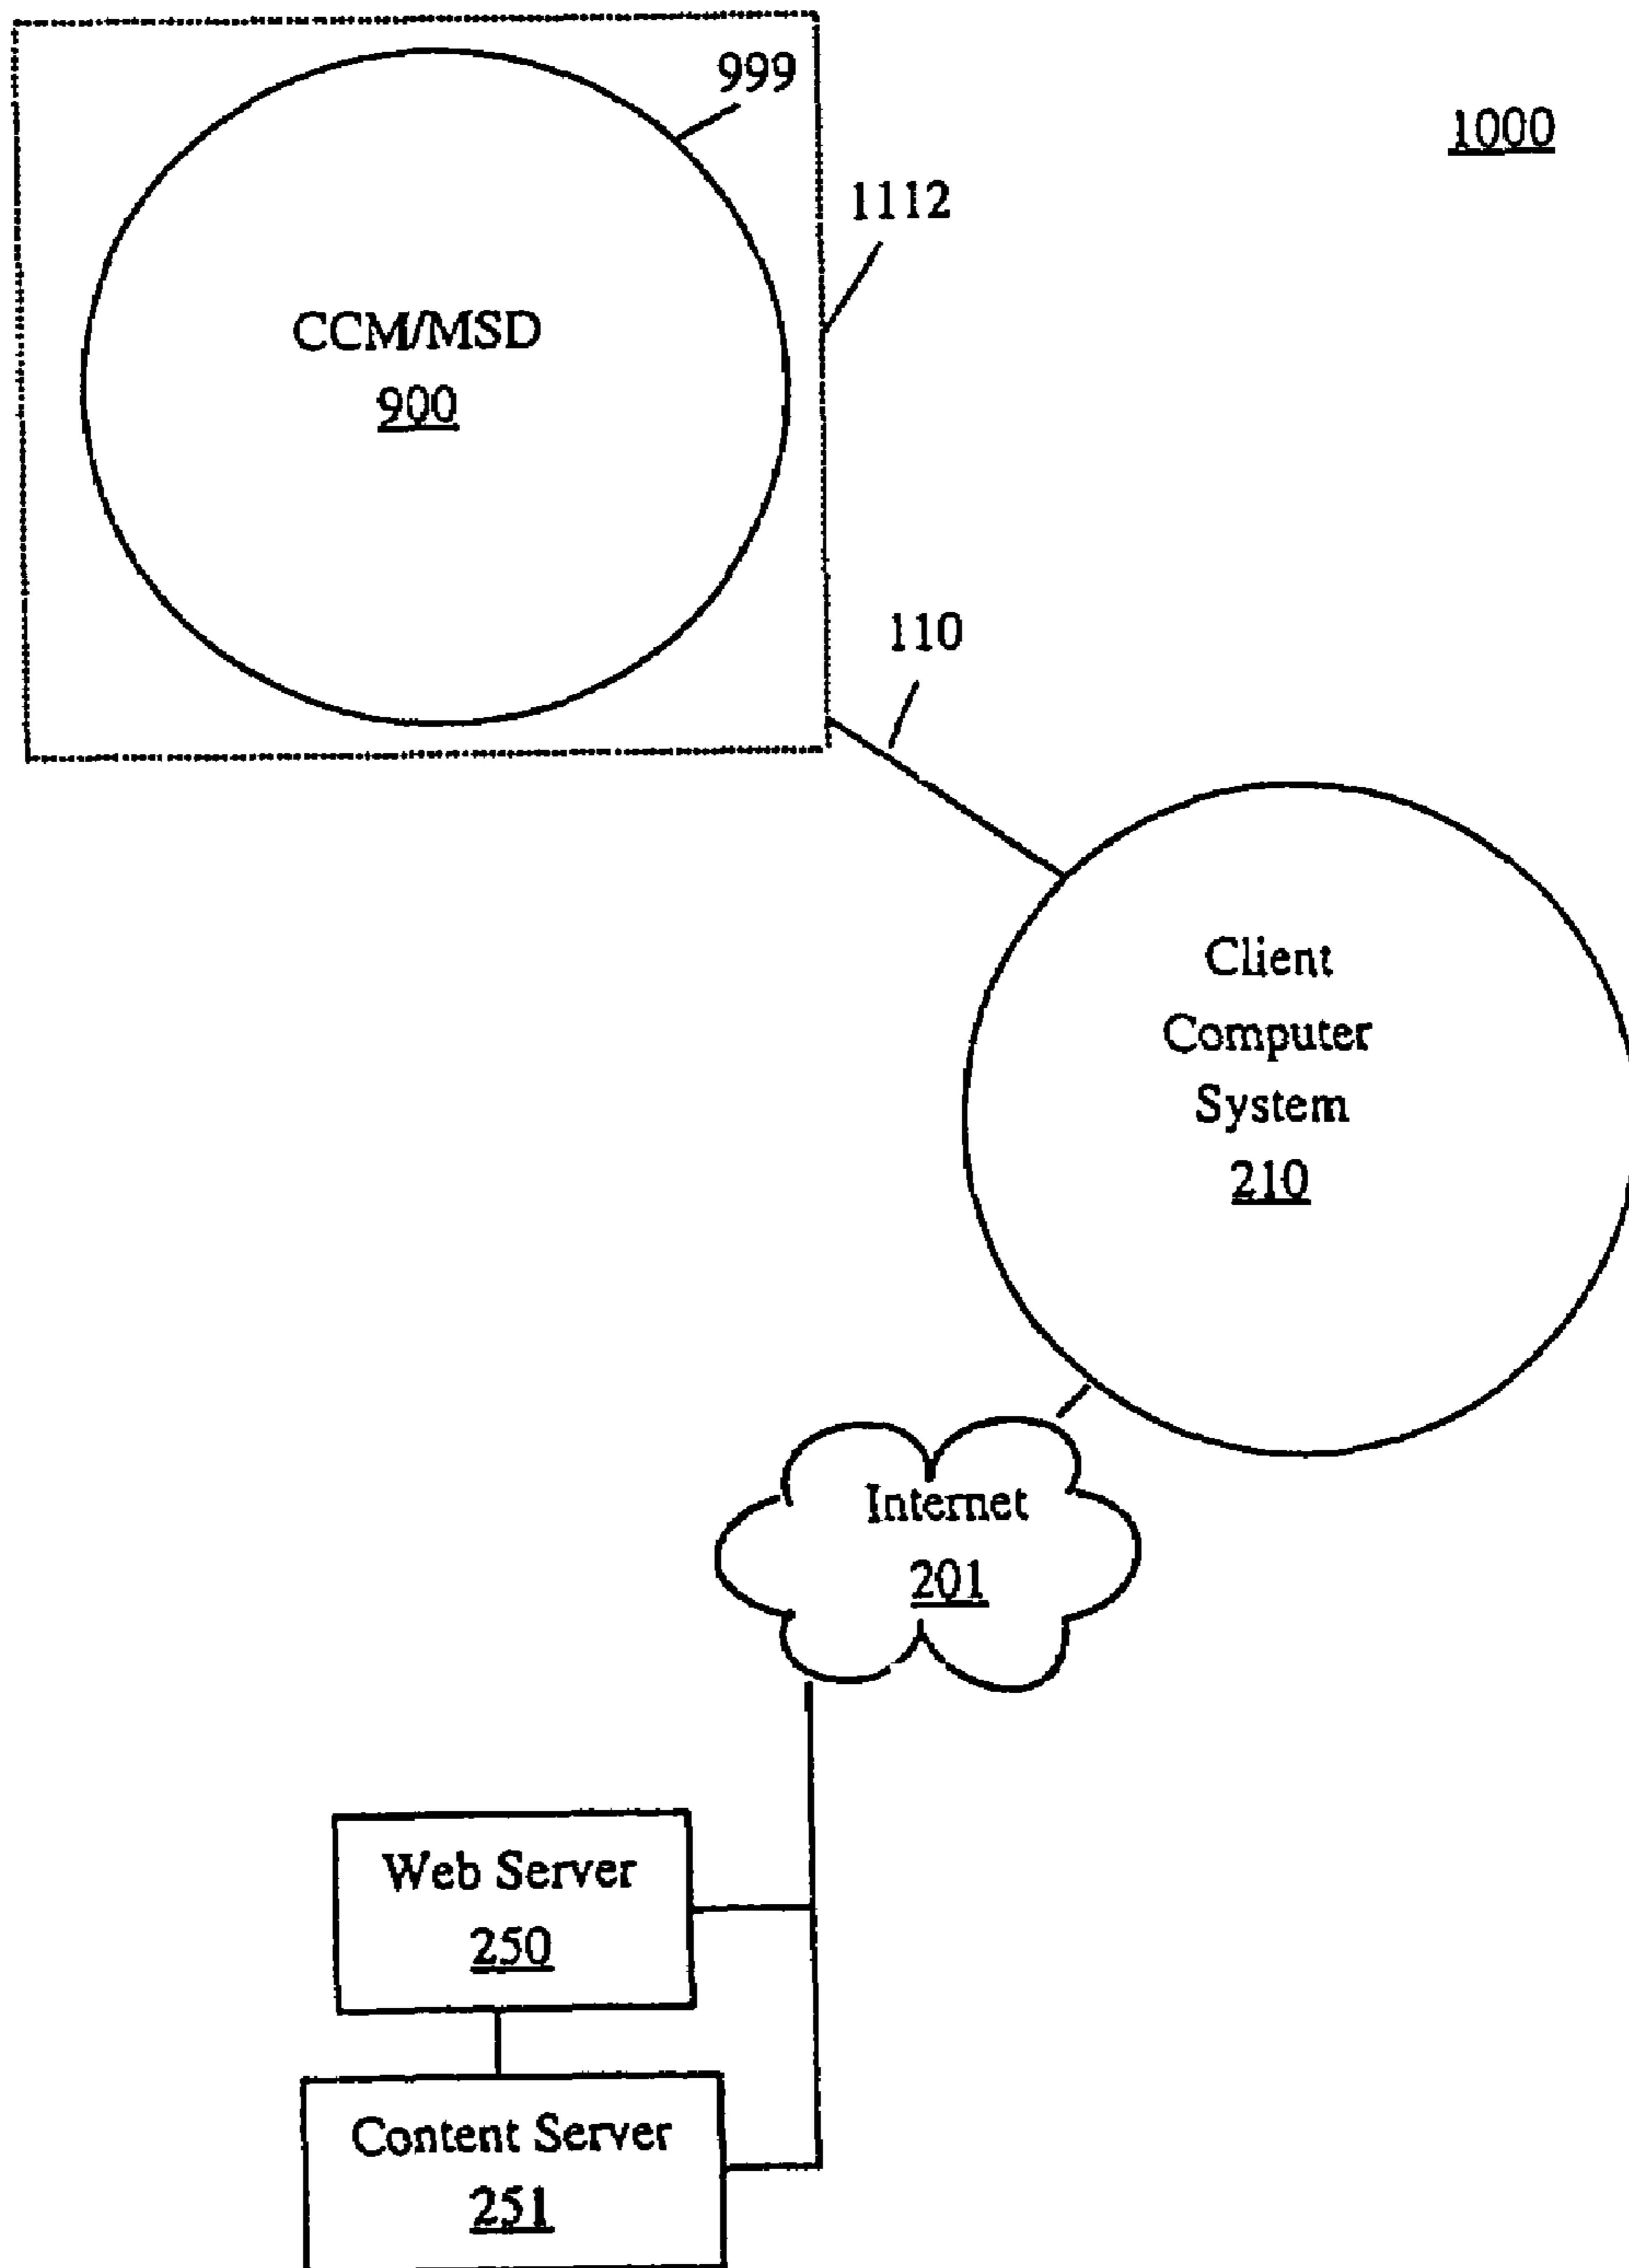 999
1000
1112
CCM/MSD
900
110
Client
Computer
System
210
Internet
201
Web Server
250
Content Server
251